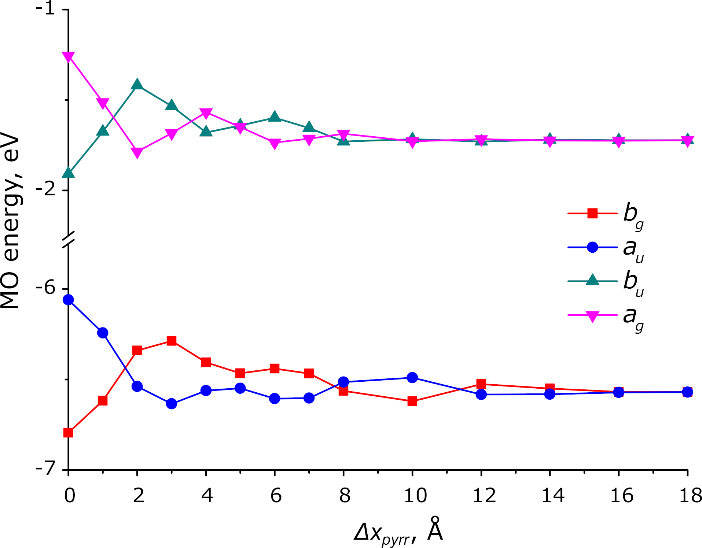 -1
-2
-6
-7
MO energy, eV
b_g
a_u
b_u
a_g
0 2 4 6 8 10 12 14 16 18
Δx_pyrr, Å